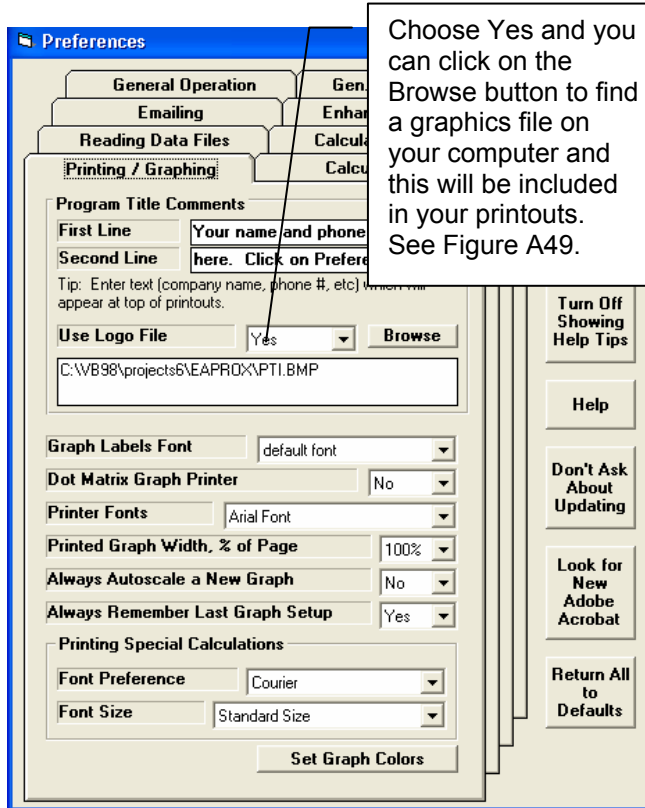 Preferences
Choose Yes and you
can click on the
Browse button to find
a graphics file on
your computer and
this will be included
in your printouts.
See Figure A49.
General Operation
Gen.
Emailing
Enhan
Reading Data Files
Calcula
Printing / Graphing
Calcu
Program Title Comments
First Line
Your name and phone
Second Line
here. Click on Prefere
Tip: Enter text (company name, phone #, etc) which will
appear at top of printouts.
Use Logo File
Yes
Browse
C:\VB98\projects6\EAPROX\PTI.BMP
Graph Labels Font
default font
Dot Matrix Graph Printer
No
Printer Fonts
Arial Font
Printed Graph Width, % of Page
100%
Always Autoscale a New Graph
No
Always Remember Last Graph Setup
Yes
Printing Special Calculations
Font Preference
Courier
Font Size
Standard Size
Set Graph Colors
Turn Off
Showing
Help Tips
Help
Don't Ask
About
Updating
Look for
New
Adobe
Acrobat
Return All
to
Defaults